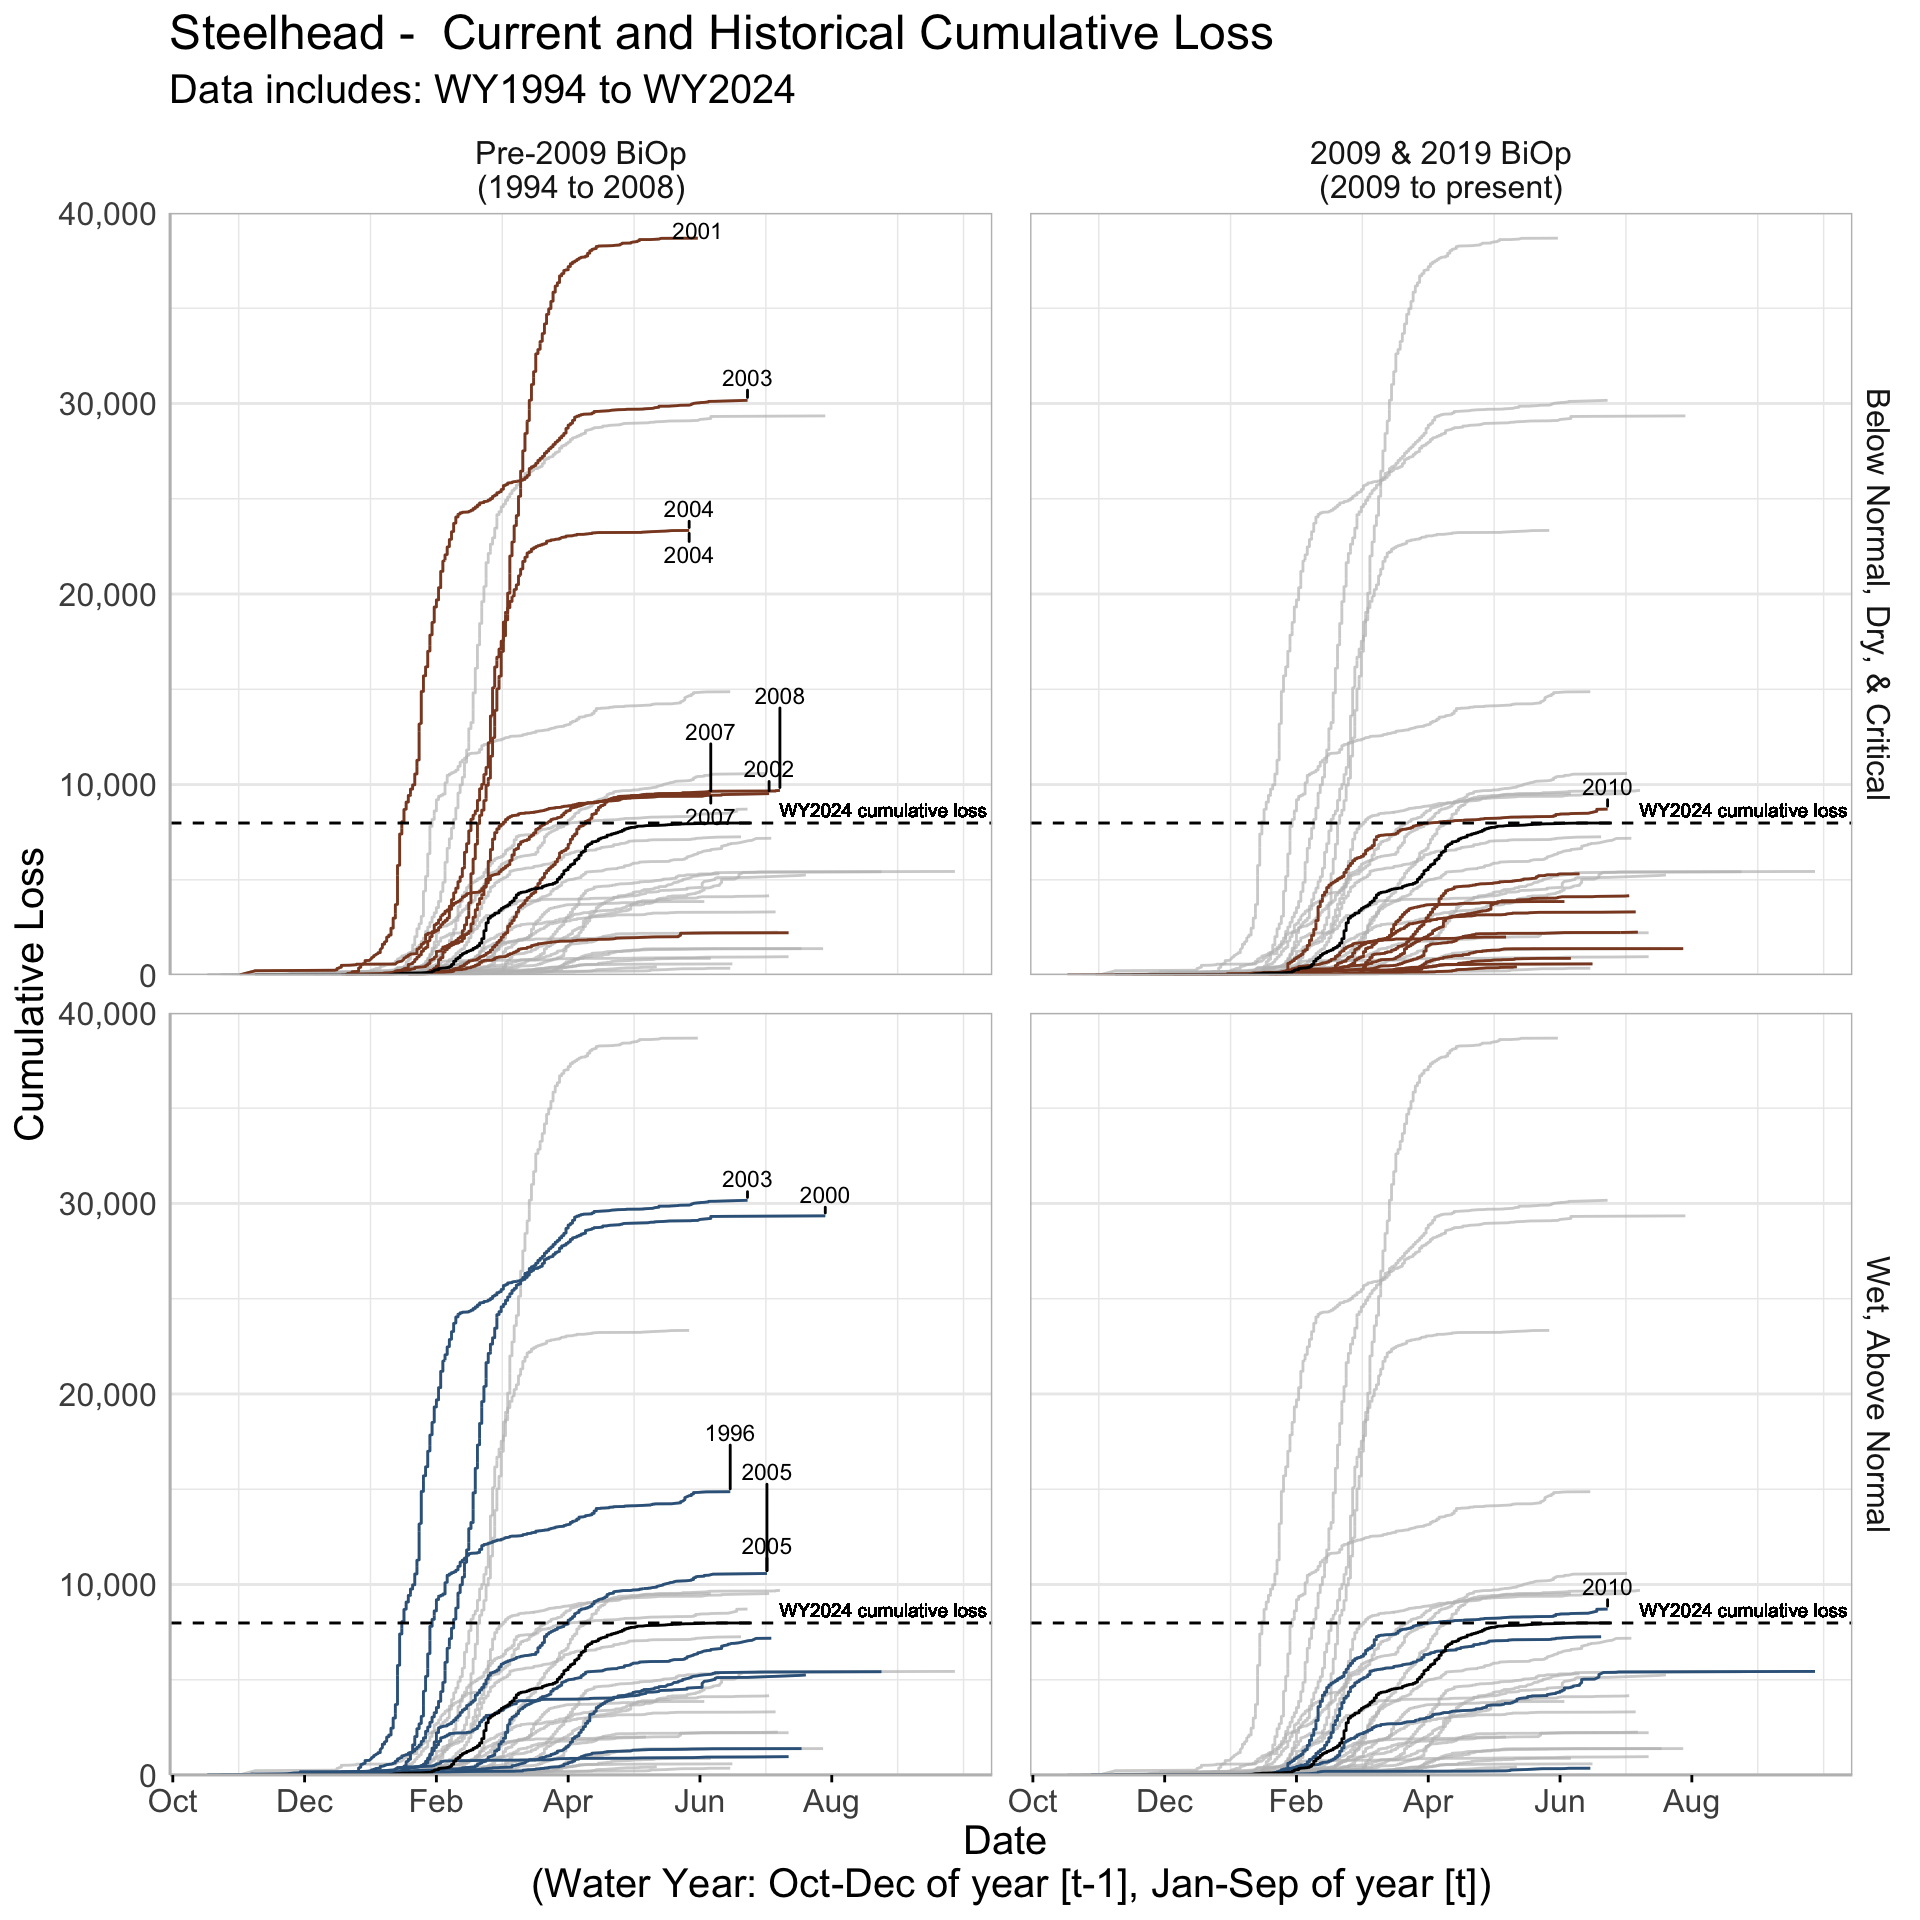 Steelhead -  Current and Historical Cumulative Loss
Data includes: WY1994 to WY2024
Pre-2009 BiOp
(1994 to 2008)
2009 & 2019 BiOp
(2009 to present)
Cumulative Loss
40,000
30,000
20,000
10,000
0
2001
2003
2004
2004
2008
2007
2002
2007
WY2024 cumulative loss
2010
WY2024 cumulative loss
Below Normal, Dry, & Critical
40,000
30,000
20,000
10,000
0
2003
2000
1996
2005
2005
WY2024 cumulative loss
2010
WY2024 cumulative loss
Wet, Above Normal
Oct Dec Feb Apr Jun Aug
Oct Dec Feb Apr Jun Aug
Date
(Water Year: Oct-Dec of year [t-1], Jan-Sep of year [t])